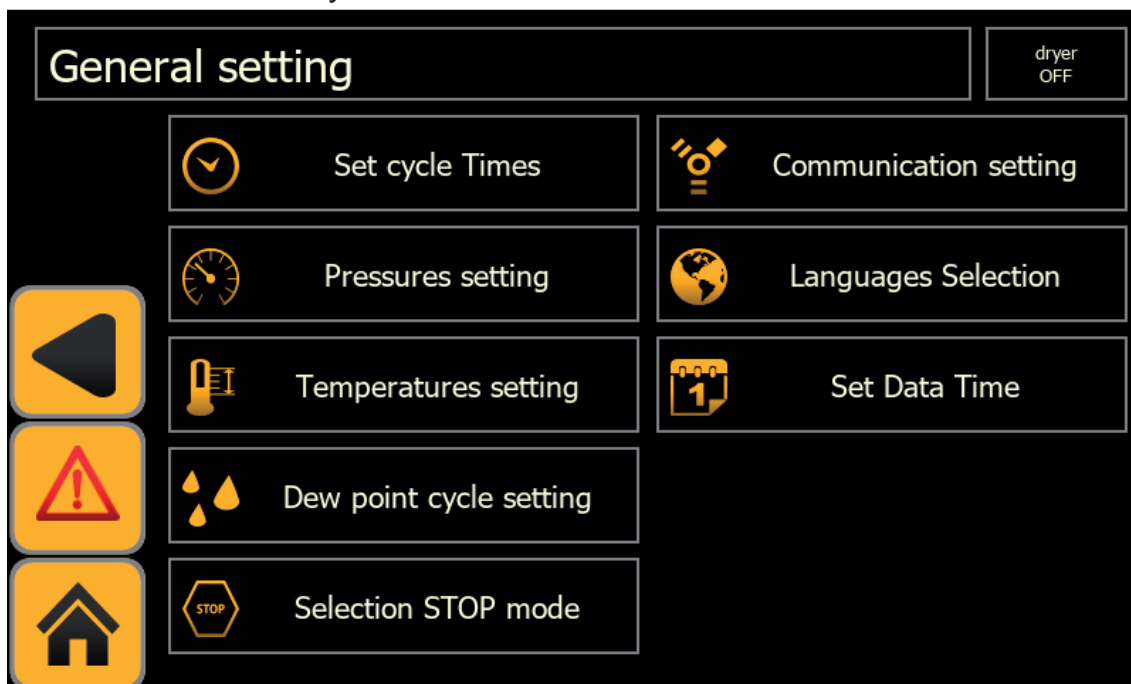 General setting
dryer
OFF
Set cycle Times
Communication setting
Pressures setting
Languages Selection
Temperatures setting
1
Set Data Time
Dew point cycle setting
STOP
Selection STOP mode